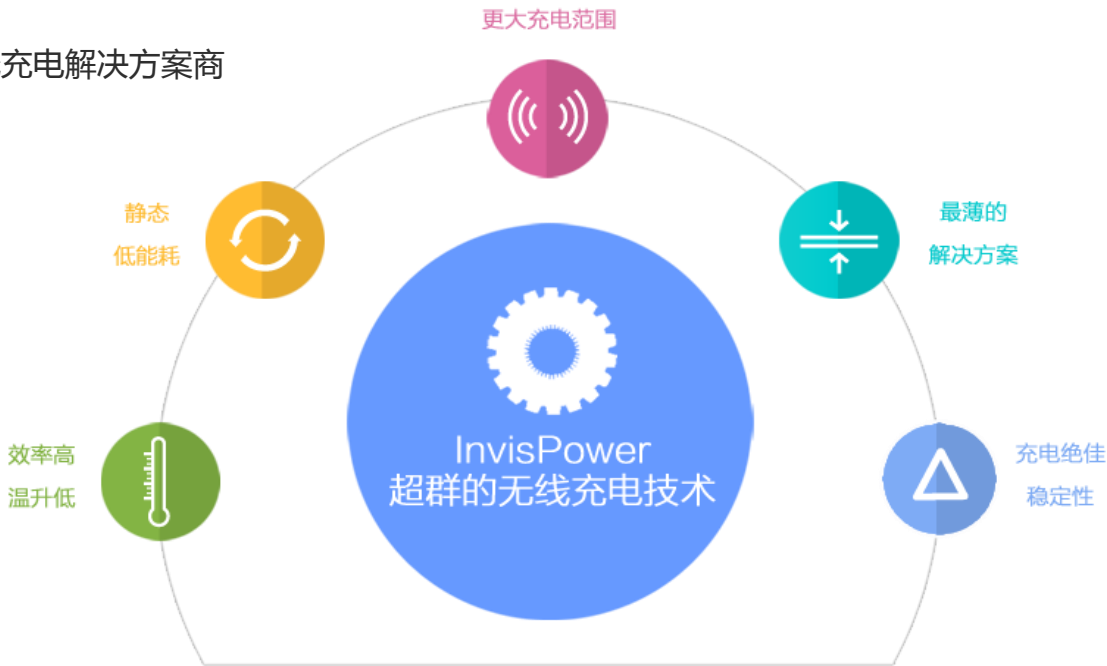 更大充电范围
充电解决方案商
静态
低能耗
最薄的
解决方案
InvisPower
超群的无线充电技术
效率高
温升低
充电绝佳
稳定性